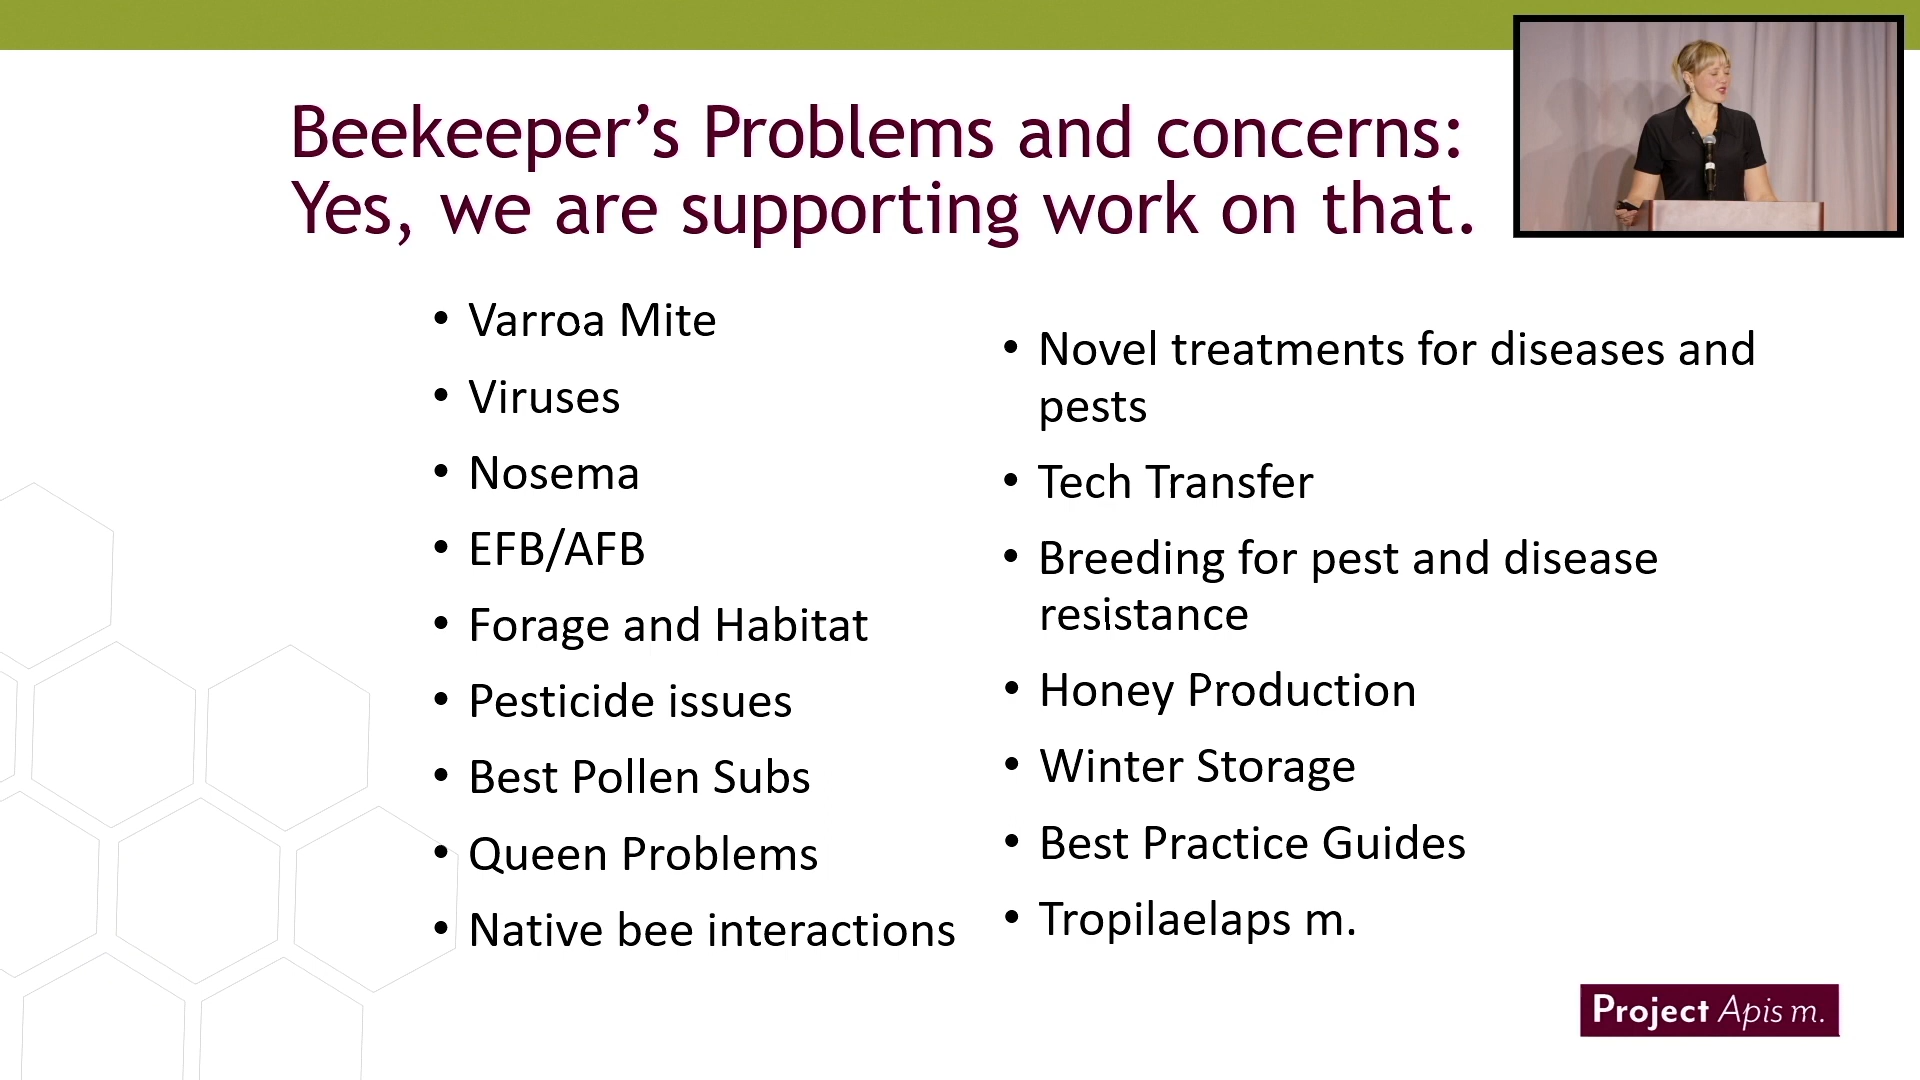 Beekeeper’s Problems and concerns:
Yes, we are supporting work on that.
• Varroa Mite
• Viruses
• Nosema
• EFB/AFB
• Forage and Habitat
• Pesticide issues
• Best Pollen Subs
• Queen Problems
• Native bee interactions
• Novel treatments for diseases and
pests
• Tech Transfer
• Breeding for pest and disease
resistance
• Honey Production
• Winter Storage
• Best Practice Guides
• Tropilaelaps m.
Project Apis m.